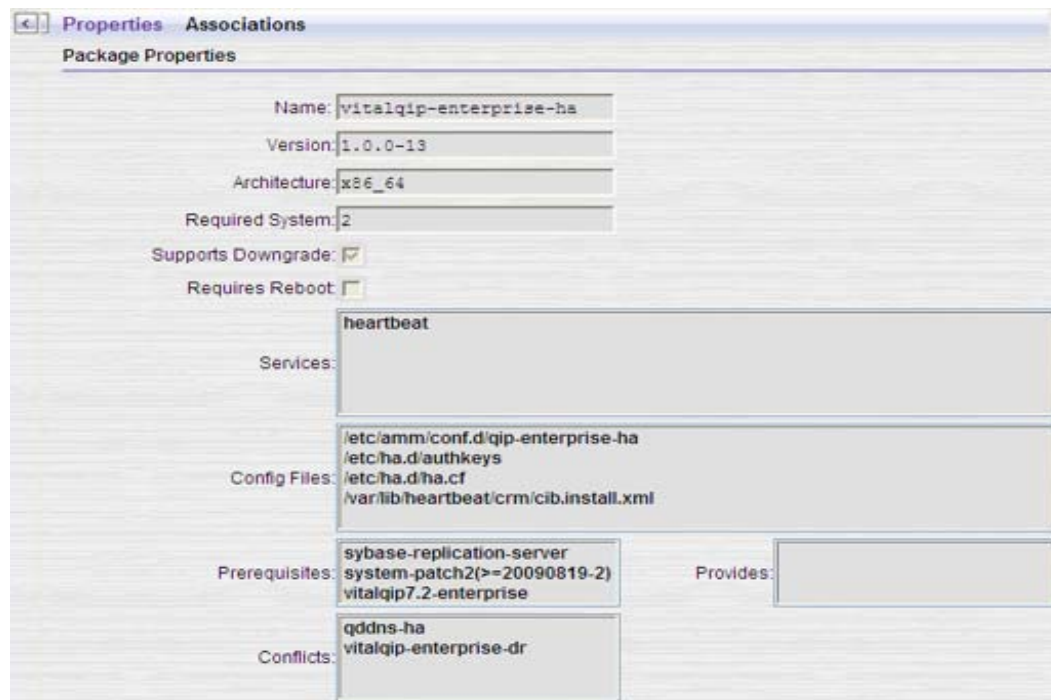 Properties Associations
Package Properties
Name: vitalqip-enterprise-ha
Version: 1.0.0-13
Architecture: x86_64
Required System: 2
Supports Downgrade:
Requires Reboot:
Services: heartbeat
Config Files: /etc/amm/conf.d/qip-enterprise-ha
/etc/ha.d/authkeys
/etc/ha.d/ha.cf
/var/lib/heartbeat/crm/cib.install.xml
Prerequisites: sybase-replication-server
system-patch2(>=20090819-2)
vitalqip7.2-enterprise
Provides:
Conflicts: qddns-ha
vitalqip-enterprise-dr